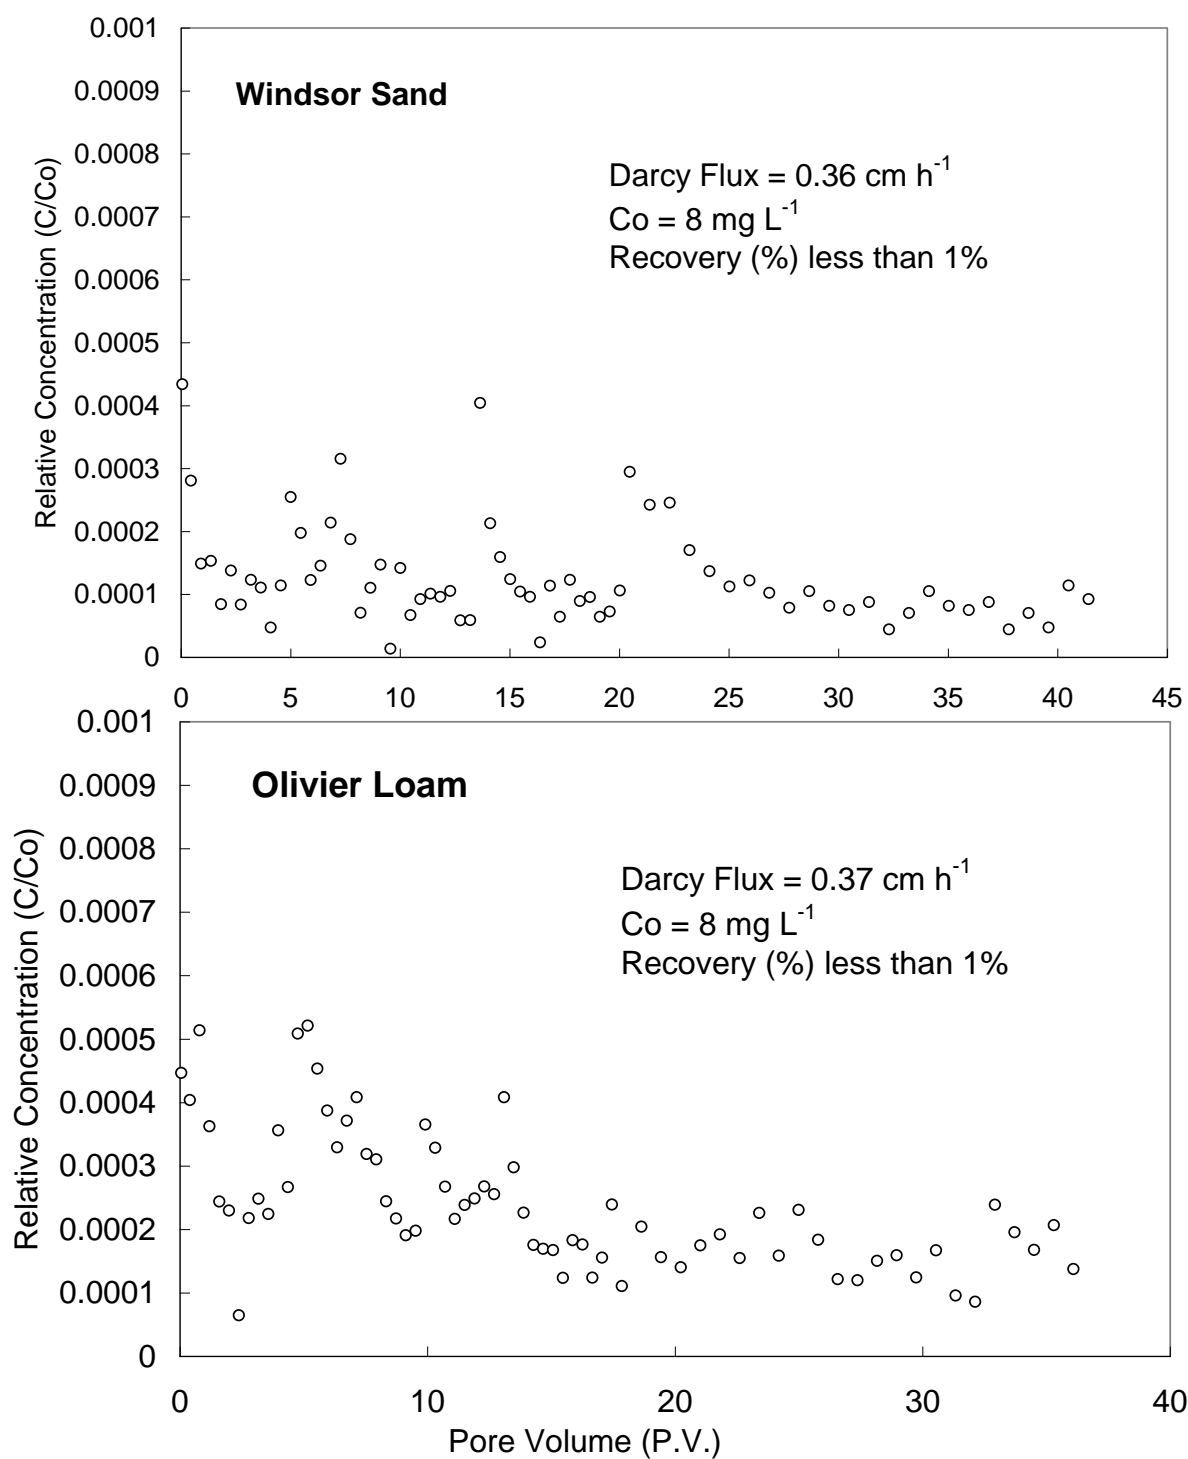 0.001
0.0009
0.0008
0.0007
0.0006
0.0005
0.0004
0.0003
0.0002
0.0001
0
Relative Concentration (C/Co)
Windsor Sand
Darcy Flux = 0.36 cm h-1
Co = 8 mg L-1
Recovery (%) less than 1%
0 5 10 15 20 25 30 35 40 45
0.001
0.0009
0.0008
0.0007
0.0006
0.0005
0.0004
0.0003
0.0002
0.0001
0
Relative Concentration (C/Co)
Olivier Loam
Darcy Flux = 0.37 cm h-1
Co = 8 mg L-1
Recovery (%) less than 1%
0 10 20 30 40
Pore Volume (P.V.)